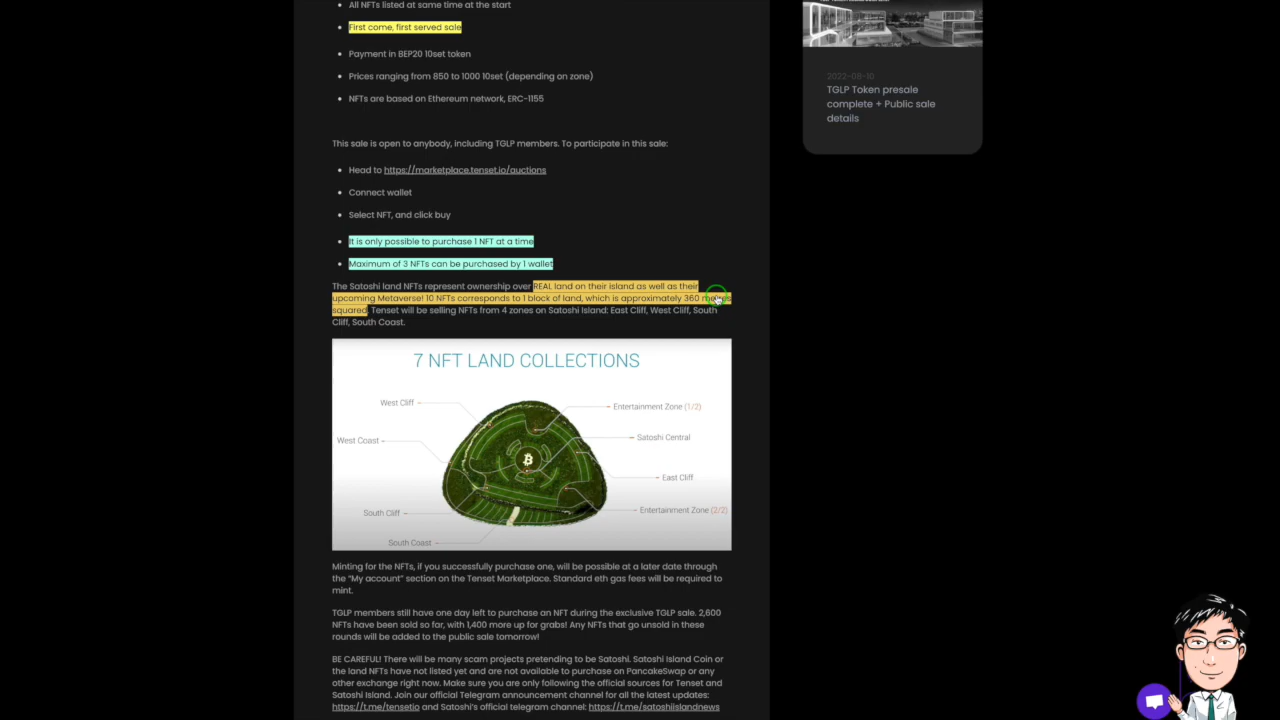 All NFTs listed at same time at the start
First come, first served sale
Payment in BEP20 10set token
Prices ranging from 850 to 1000 10set (depending on zone)
NFTs are based on Ethereum network, ERC-1155
2022-09-10
TGLP Token presale
complete + Public sale
details
This sale is open to anybody, including TGLP members. To participate in this sale:
Head to https://marketplace.tenset.io/auctions
Connect wallet
Select NFT, and click buy
It is only possible to purchase 1 NFT at a time
Maximum of 3 NFTs can be purchased by 1 wallet
The Satoshi land NFTs represent ownership over REAL land on their island as well as their
upcoming Metaverse! 10 NFTs corresponds to 1 block of land, which is approximately 360 metres
squared. Tenset will be selling NFTs from 4 zones on Satoshi Island: East Cliff, West Cliff, South
Cliff, South Coast.
7 NFT LAND COLLECTIONS
West Cliff
Entertainment Zone (1/2)
West Coast
Satoshi Central
East Cliff
South Cliff
Entertainment Zone (2/2)
South Coast
Minting for the NFTs, if you successfully purchase one, will be possible at a later date through
the "My account" section on the Tenset Marketplace. Standard eth gas fees will be required to
mint.
TGLP members still have one day left to purchase an NFT during the exclusive TGLP sale. 2,600
NFTs have been sold so far, with 1,400 more up for grabs! Any NFTs that go unsold in these
rounds will be added to the public sale tomorrow!
BE CAREFUL! There will be many scam projects pretending to be Satoshi. Satoshi Island Coin or
the land NFTs have not listed yet and are not available to purchase on PancakeSwap or any
other exchange right now. Make sure you are only following the official sources for Tenset and
Satoshi Island. Join our official Telegram announcement channel for all the latest updates:
https://t.me/tensetio and Satoshi's official telegram channel: https://t.me/satoshiislandnews